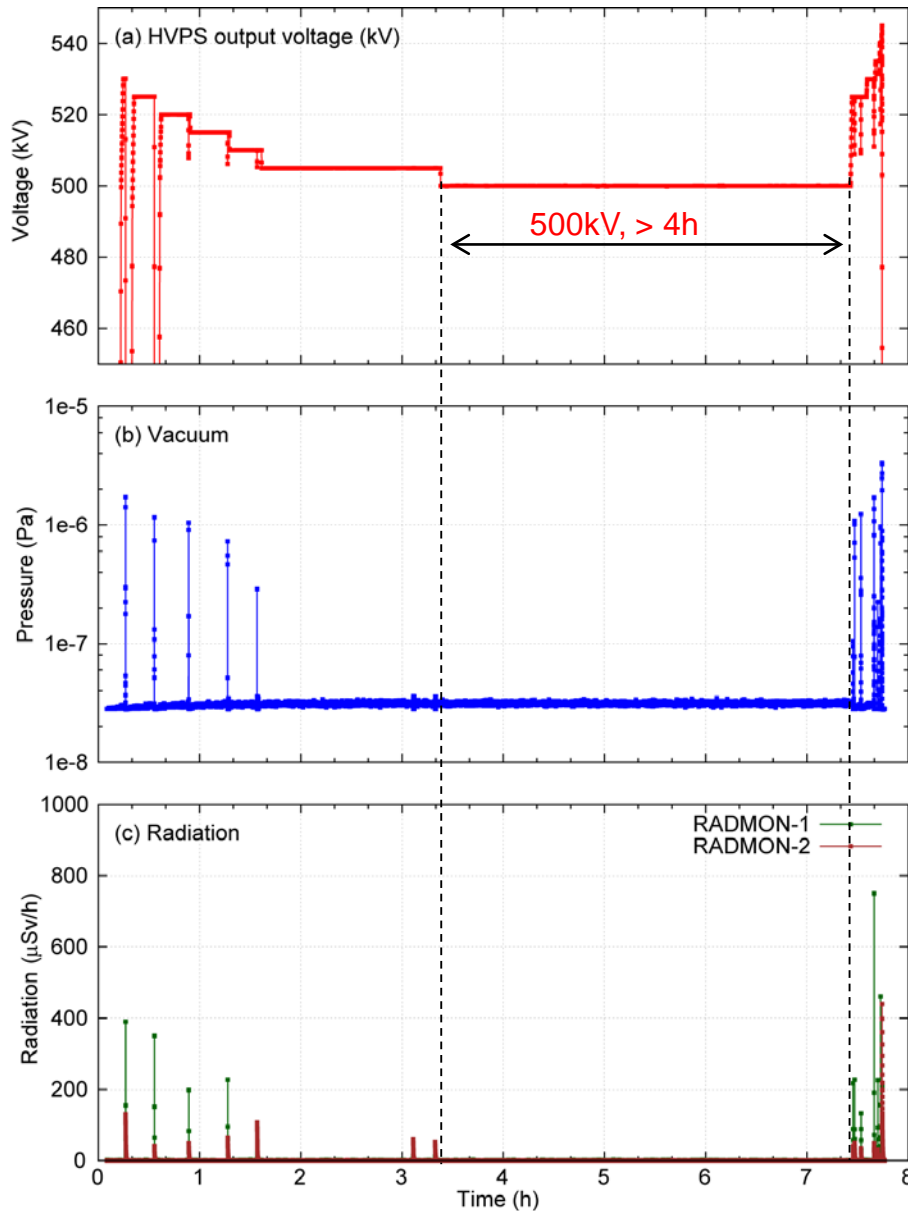 (a) HVPS output voltage (kV)
Voltage (kV)
540
520
500
480
460
500kV, > 4h
(b) Vacuum
Pressure (Pa)
1e-5
1e-6
1e-7
1e-8
(c) Radiation
RADMON-1
RADMON-2
Radiation (μSv/h)
1000
800
600
400
200
0
0 1 2 3 4 5 6 7 8
Time (h)